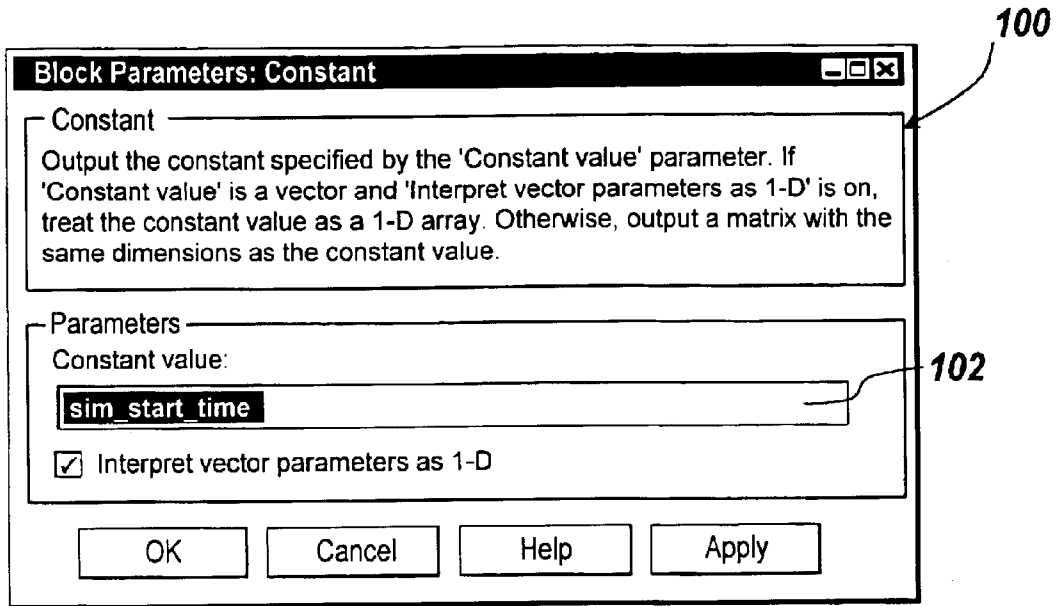 100
Block Parameters: Constant
Constant
Output the constant specified by the 'Constant value' parameter. If
'Constant value' is a vector and 'Interpret vector parameters as 1-D' is on,
treat the constant value as a 1-D array. Otherwise, output a matrix with the
same dimensions as the constant value.
Parameters
Constant value:
sim_start_time
102
Interpret vector parameters as 1-D
OK Cancel Help Apply